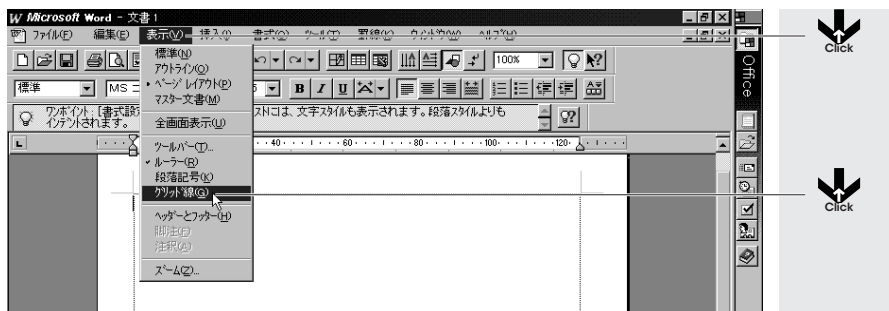 Microsoft Word - 文書 1
ファイル(F) 編集(E) 表示(V) 挿入(I) 書式(O) ツール(T) 罫線(A) ウィンドウ(W) ヘルプ(H)
標準(N)
アウトライン(O)
ページ レイアウト(P)
マスター文書(M)
全画面表示(U)
ツールバー(T)...
ルーラー(R)
段落記号(K)
グリッド線(G)
ヘッダーとフッター(H)
脚注(F)
注釈(A)
ズーム(Z)...
100%
標準
MS
B I U
ワンポイント:[書式設
ストには、文字スタイルも表示されます。段落スタイルよりも
インデントされます。
40 60 80 100 120
Office
Click
Click